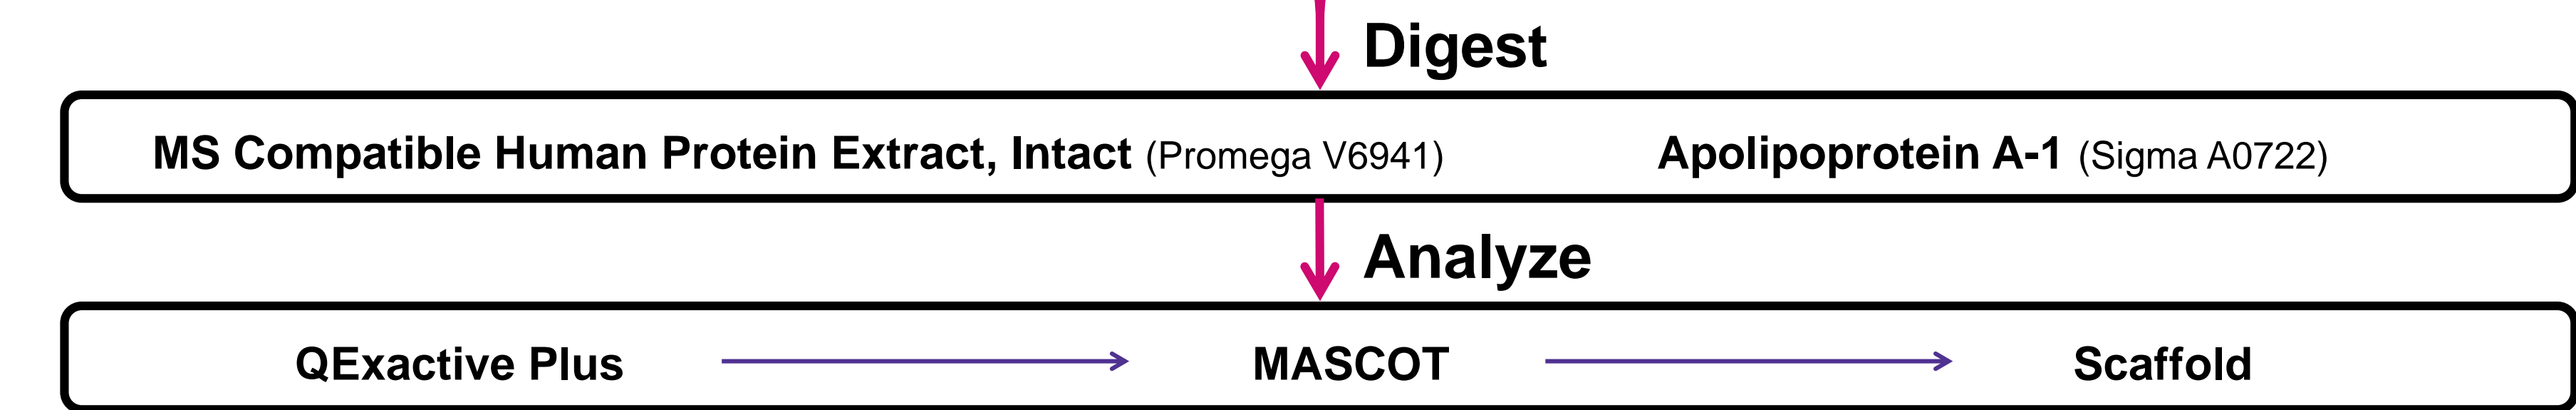 Digest
MS Compatible Human Protein Extract, Intact (Promega V6941) Apolipoprotein A-1 (Sigma A0722)
Analyze
QExactive Plus MASCOT Scaffold